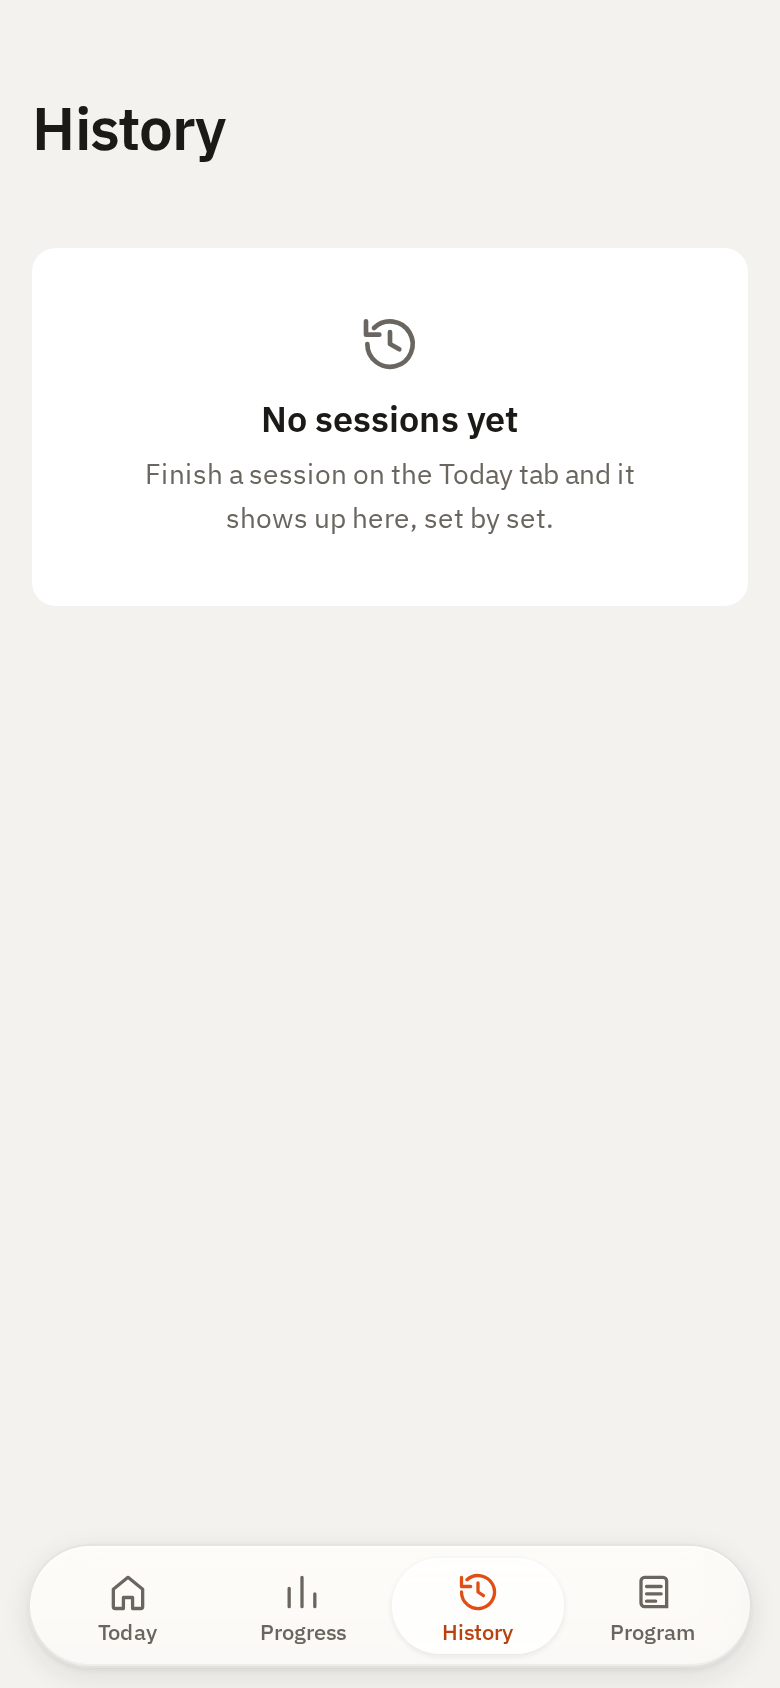 History
No sessions yet
Finish a session on the Today tab and it
shows up here, set by set.
Today
Progress
History
Program